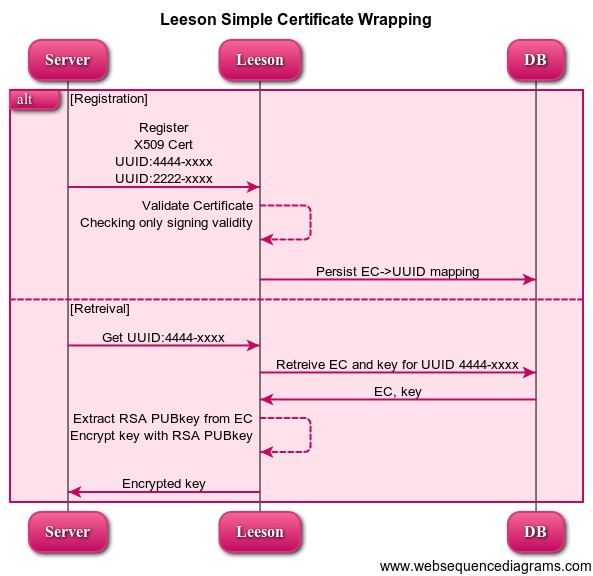 Leeson Simple Certificate Wrapping
Server
Leeson
DB
alt
[Registration]
Register
X509 Cert
UUID:4444-xxxx
UUID:2222-xxxx
Validate Certificate
Checking only signing validity
Persist EC->UUID mapping
[Retreival]
Get UUID:4444-xxxx
Retreive EC and key for UUID 4444-xxxx
EC, key
Extract RSA PUBkey from EC
Encrypt key with RSA PUBkey
Encrypted key
Server
Leeson
DB
www.websequencediagrams.com